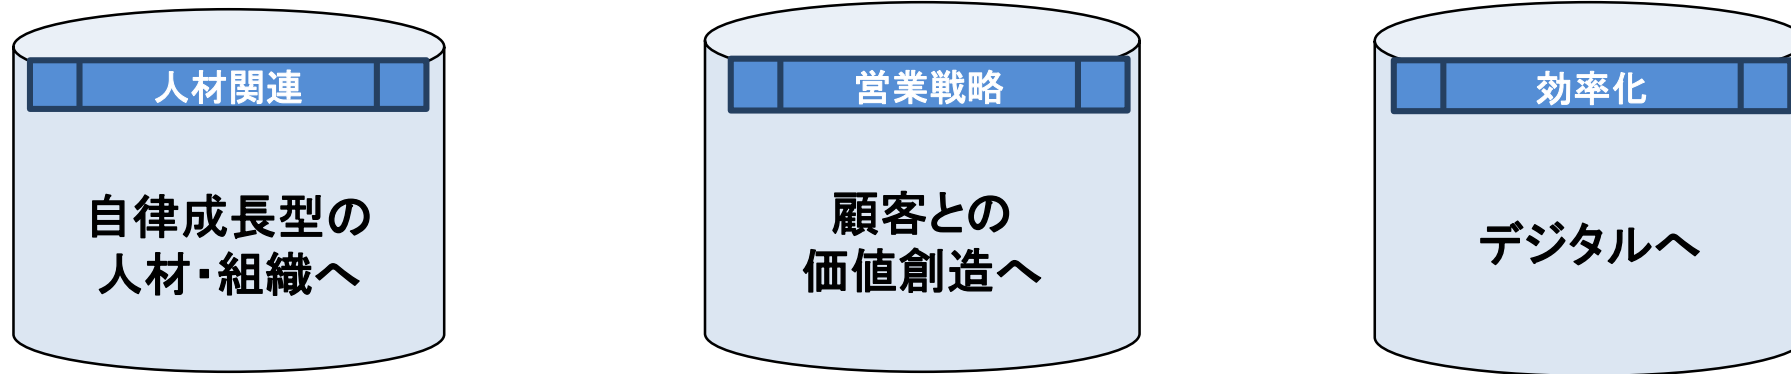 人材関連
自律成長型の
人材・組織へ
営業戦略
顧客との
価値創造へ
効率化
デジタルへ